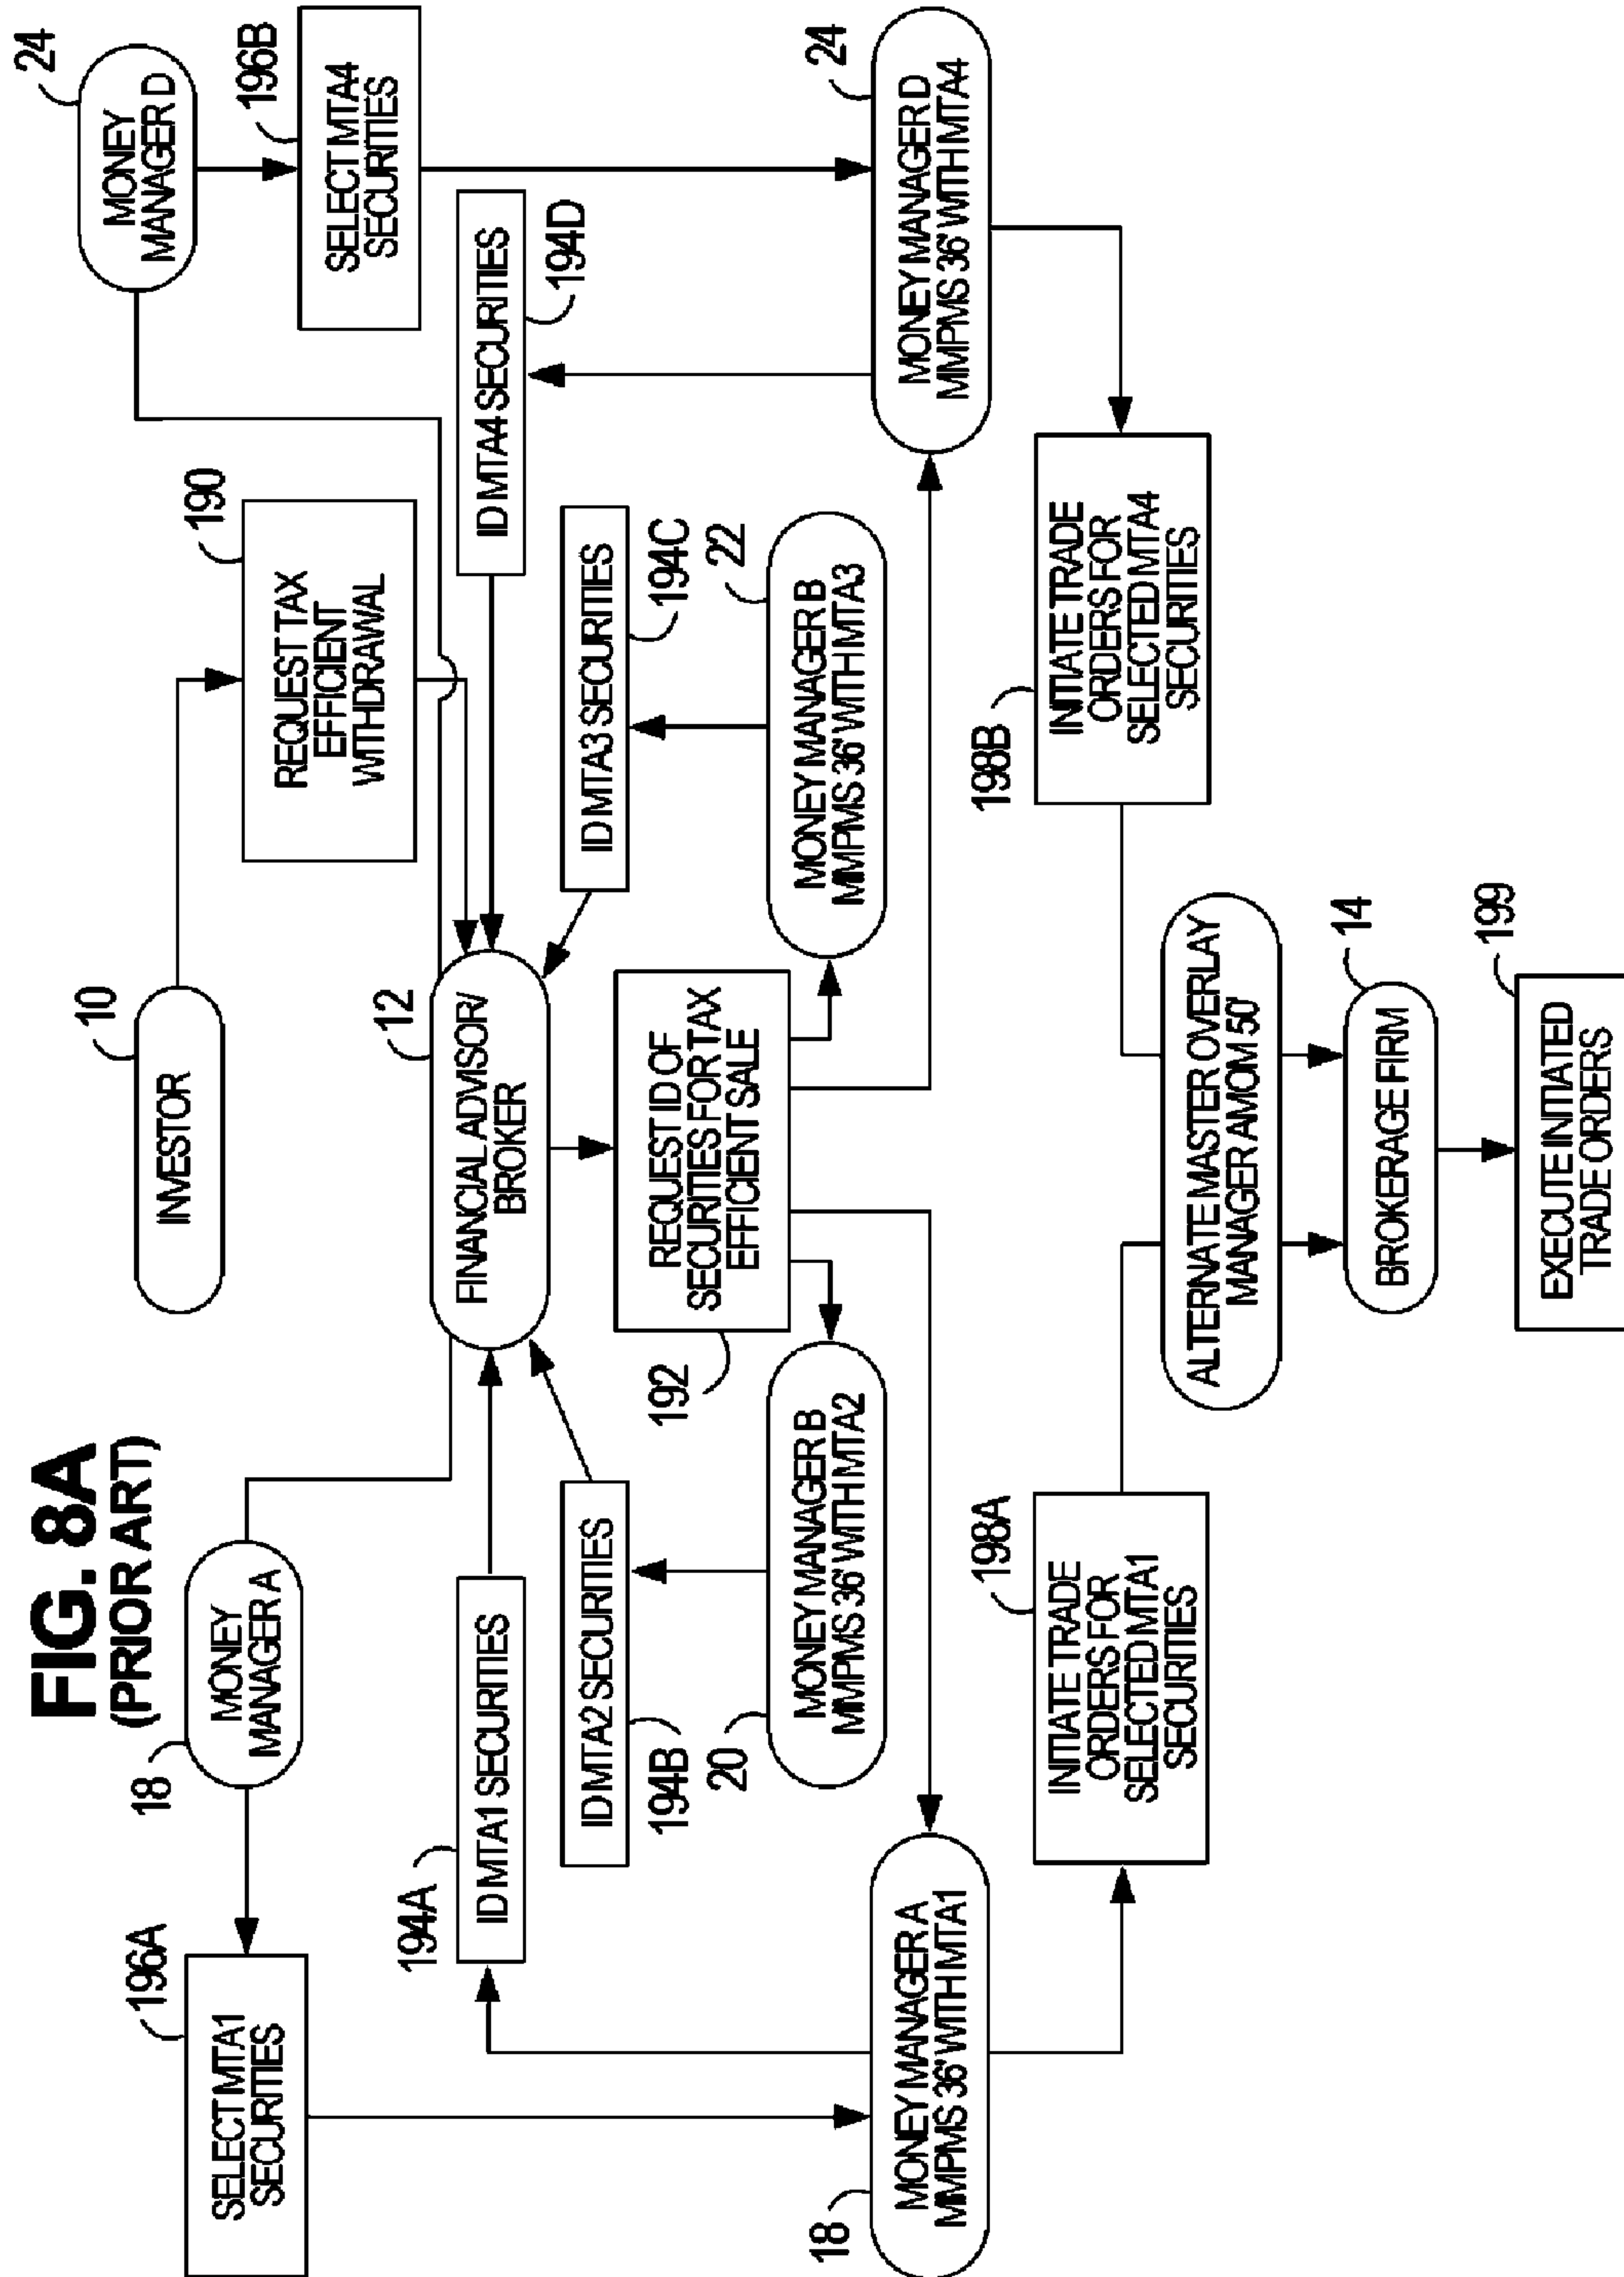 FIG. 8A
(PRIOR ART)
18
MONEY
MANAGER A
10
INVESTOR
24
MONEY
MANAGER D
196A
SELECT MTA1
SECURITIES
190
REQUEST TAX
EFFICIENT
WITHDRAWAL
196B
SELECT MTA4
SECURITIES
194A
ID MTA1 SECURITIES
12
FINANCIAL ADVISOR/
BROKER
ID MTA4 SECURITIES
194D
ID MTA2 SECURITIES
194B
ID MTA3 SECURITIES
194C
192
REQUEST ID OF
SECURITIES FOR TAX
EFFICIENT SALE
20
MONEY MANAGER B
MMPMS 36' WITH MTA2
22
MONEY MANAGER B
MMPMS 36' WITH MTA3
18
MONEY MANAGER A
MMPMS 36' WITH MTA1
24
MONEY MANAGER D
MMPMS 36' WITH MTA4
198A
INITIATE TRADE
ORDERS FOR
SELECTED MTA1
SECURITIES
198B
INITIATE TRADE
ORDERS FOR
SELECTED MTA4
SECURITIES
ALTERNATE MASTER OVERLAY
MANAGER AMOM 50'
14
BROKERAGE FIRM
199
EXECUTE INITIATED
TRADE ORDERS